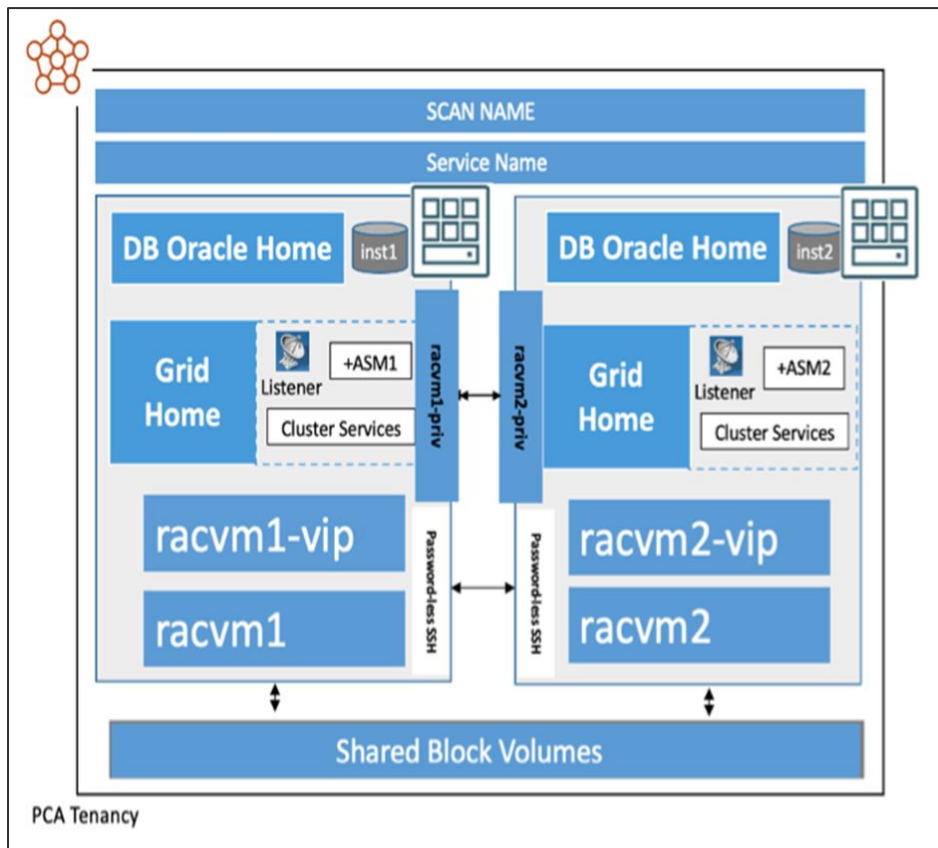 SCAN NAME
Service Name
DB Oracle Home
inst1
Grid
Home
Listener
+ASM1
Cluster Services
racvm1-priv
Password-less SSH
racvm1-vip
racvm1
DB Oracle Home
inst2
racvm2-priv
Grid
Home
Listener
+ASM2
Cluster Services
Password-less SSH
racvm2-vip
racvm2
Shared Block Volumes
PCA Tenancy